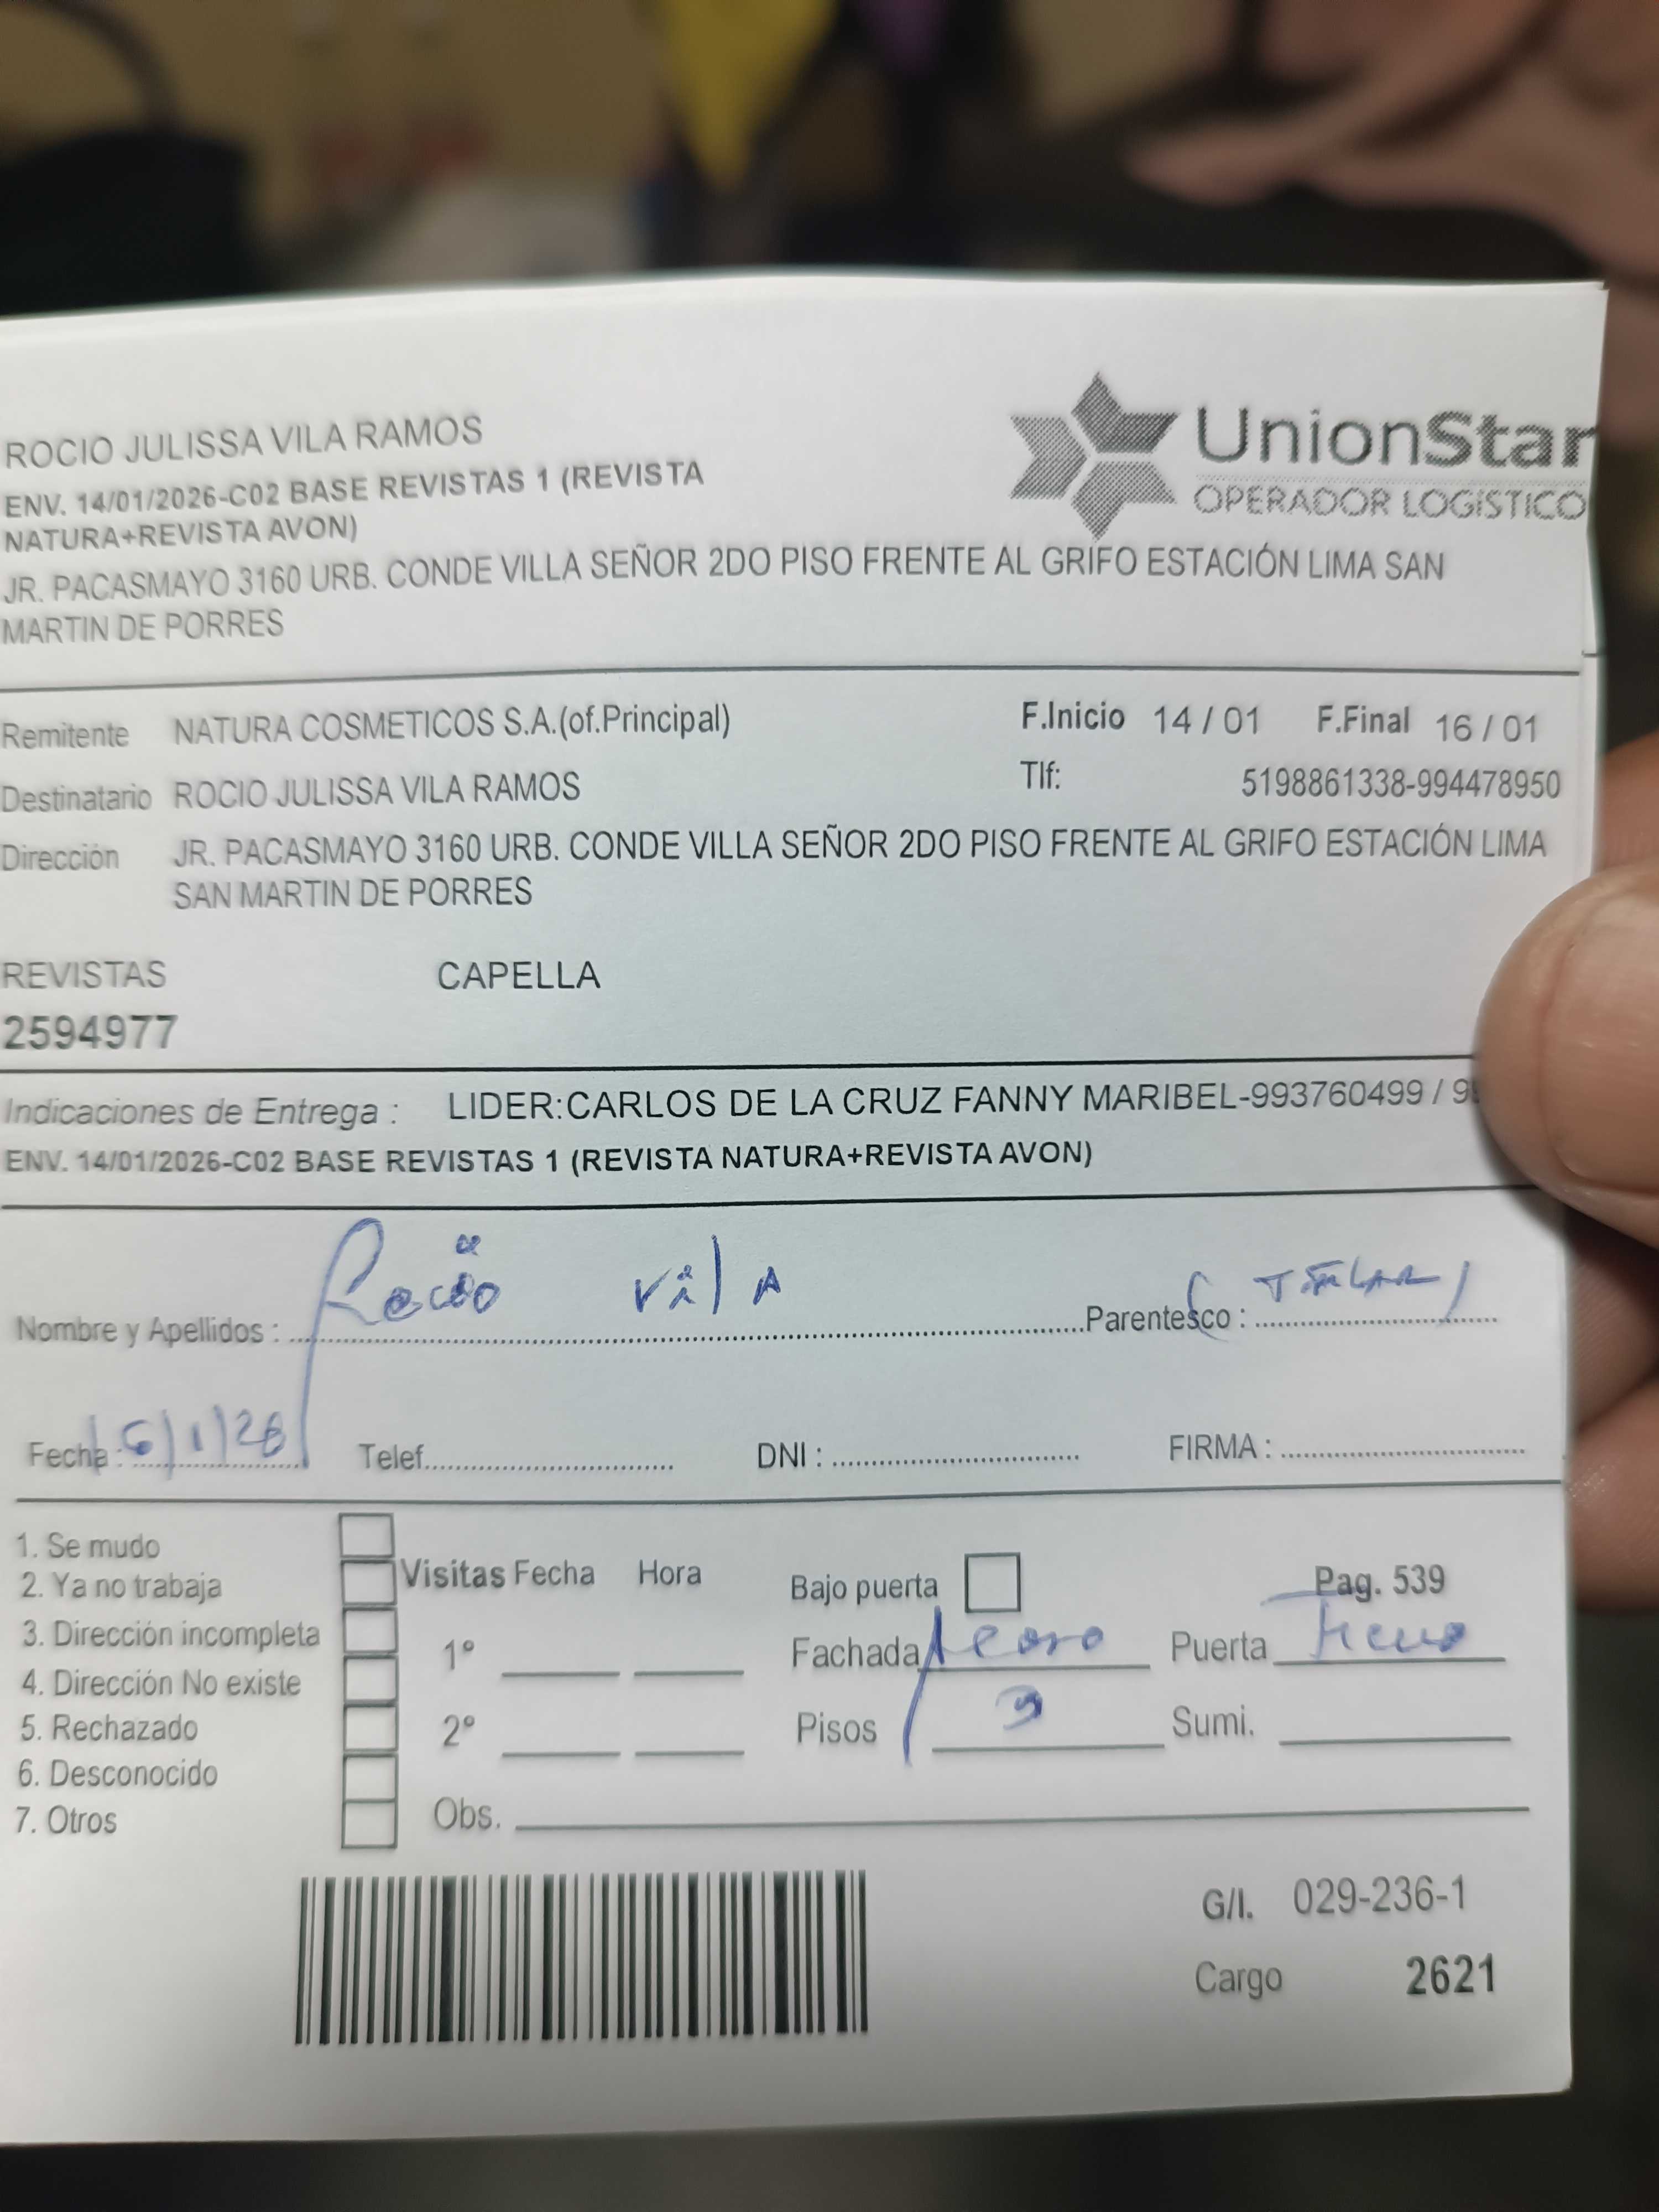 ROCIO JULISSA VILA RAMOS
ENV. 14/01/2026-C02 BASE REVISTAS 1 (REVISTA
NATURA+REVISTA AVON)
JR. PACASMAYO 3160 URB. CONDE VILLA SEÑOR 2DO PISO FRENTE AL GRIFO ESTACIÓN LIMA SAN
MARTIN DE PORRES
UnionStar
OPERADOR LOGÍSTICO
Remitente NATURA COSMETICOS S.A.(of.Principal) F.Inicio 14 / 01 F.Final 16 / 01
Destinatario ROCIO JULISSA VILA RAMOS Tlf: 5198861338-994478950
Dirección JR. PACASMAYO 3160 URB. CONDE VILLA SEÑOR 2DO PISO FRENTE AL GRIFO ESTACIÓN LIMA
SAN MARTIN DE PORRES
REVISTAS CAPELLA
2594977
Indicaciones de Entrega : LIDER:CARLOS DE LA CRUZ FANNY MARIBEL-993760499 / 9
ENV. 14/01/2026-C02 BASE REVISTAS 1 (REVISTA NATURA+REVISTA AVON)
Nombre y Apellidos : Rocio Vila Parentesco : (TITULAR)
Fecha : Telef. DNI : FIRMA :
1. Se mudo
2. Ya no trabaja
3. Dirección incompleta
4. Dirección No existe
5. Rechazado
6. Desconocido
7. Otros
Visitas Fecha Hora
1°
2°
Obs.
Bajo puerta Pag. 539
Fachada Puerta
Pisos 3 Sumi.
G/I. 029-236-1
Cargo 2621